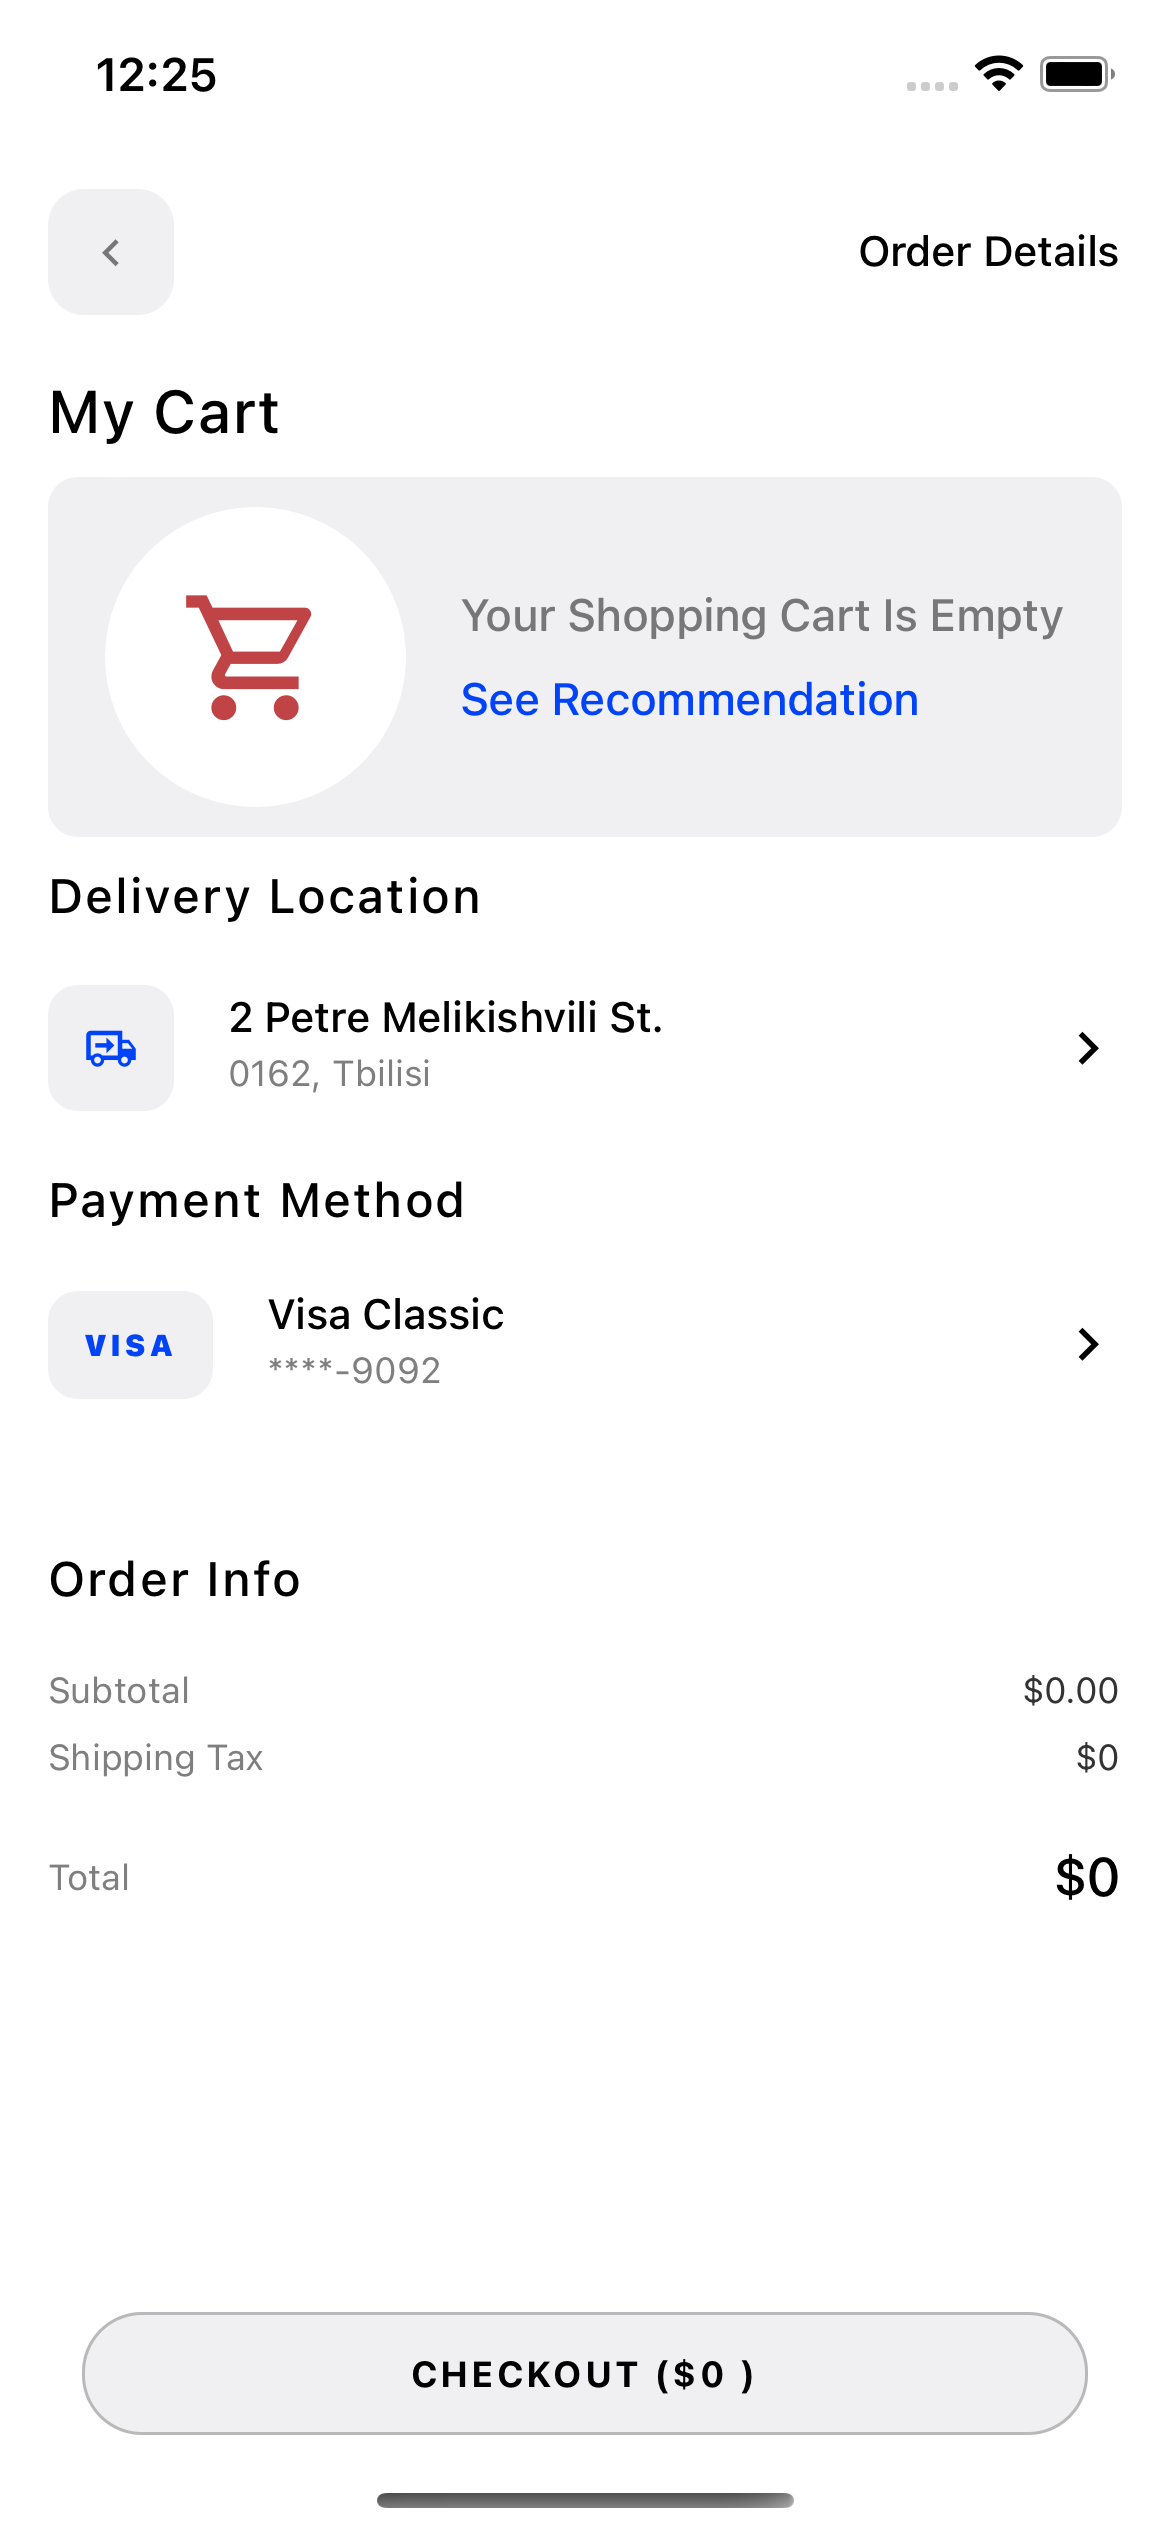 12:25
Order Details
My Cart
Your Shopping Cart Is Empty
See Recommendation
Delivery Location
2 Petre Melikishvili St.
0162, Tbilisi
Payment Method
VISA
Visa Classic
****-9092
Order Info
Subtotal $0.00
Shipping Tax $0
Total $0
CHECKOUT ($0 )